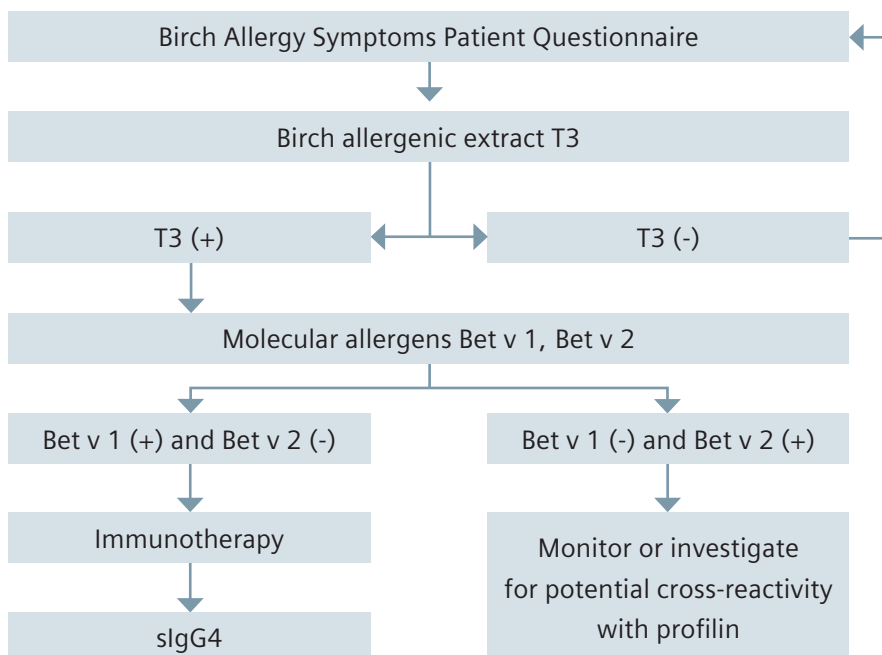 Birch Allergy Symptoms Patient Questionnaire
Birch allergenic extract T3
T3 (+)
T3 (-)
Molecular allergens Bet v 1, Bet v 2
Bet v 1 (+) and Bet v 2 (-)
Bet v 1 (-) and Bet v 2 (+)
Immunotherapy
Monitor or investigate
for potential cross-reactivity
with profilin
sIgG4